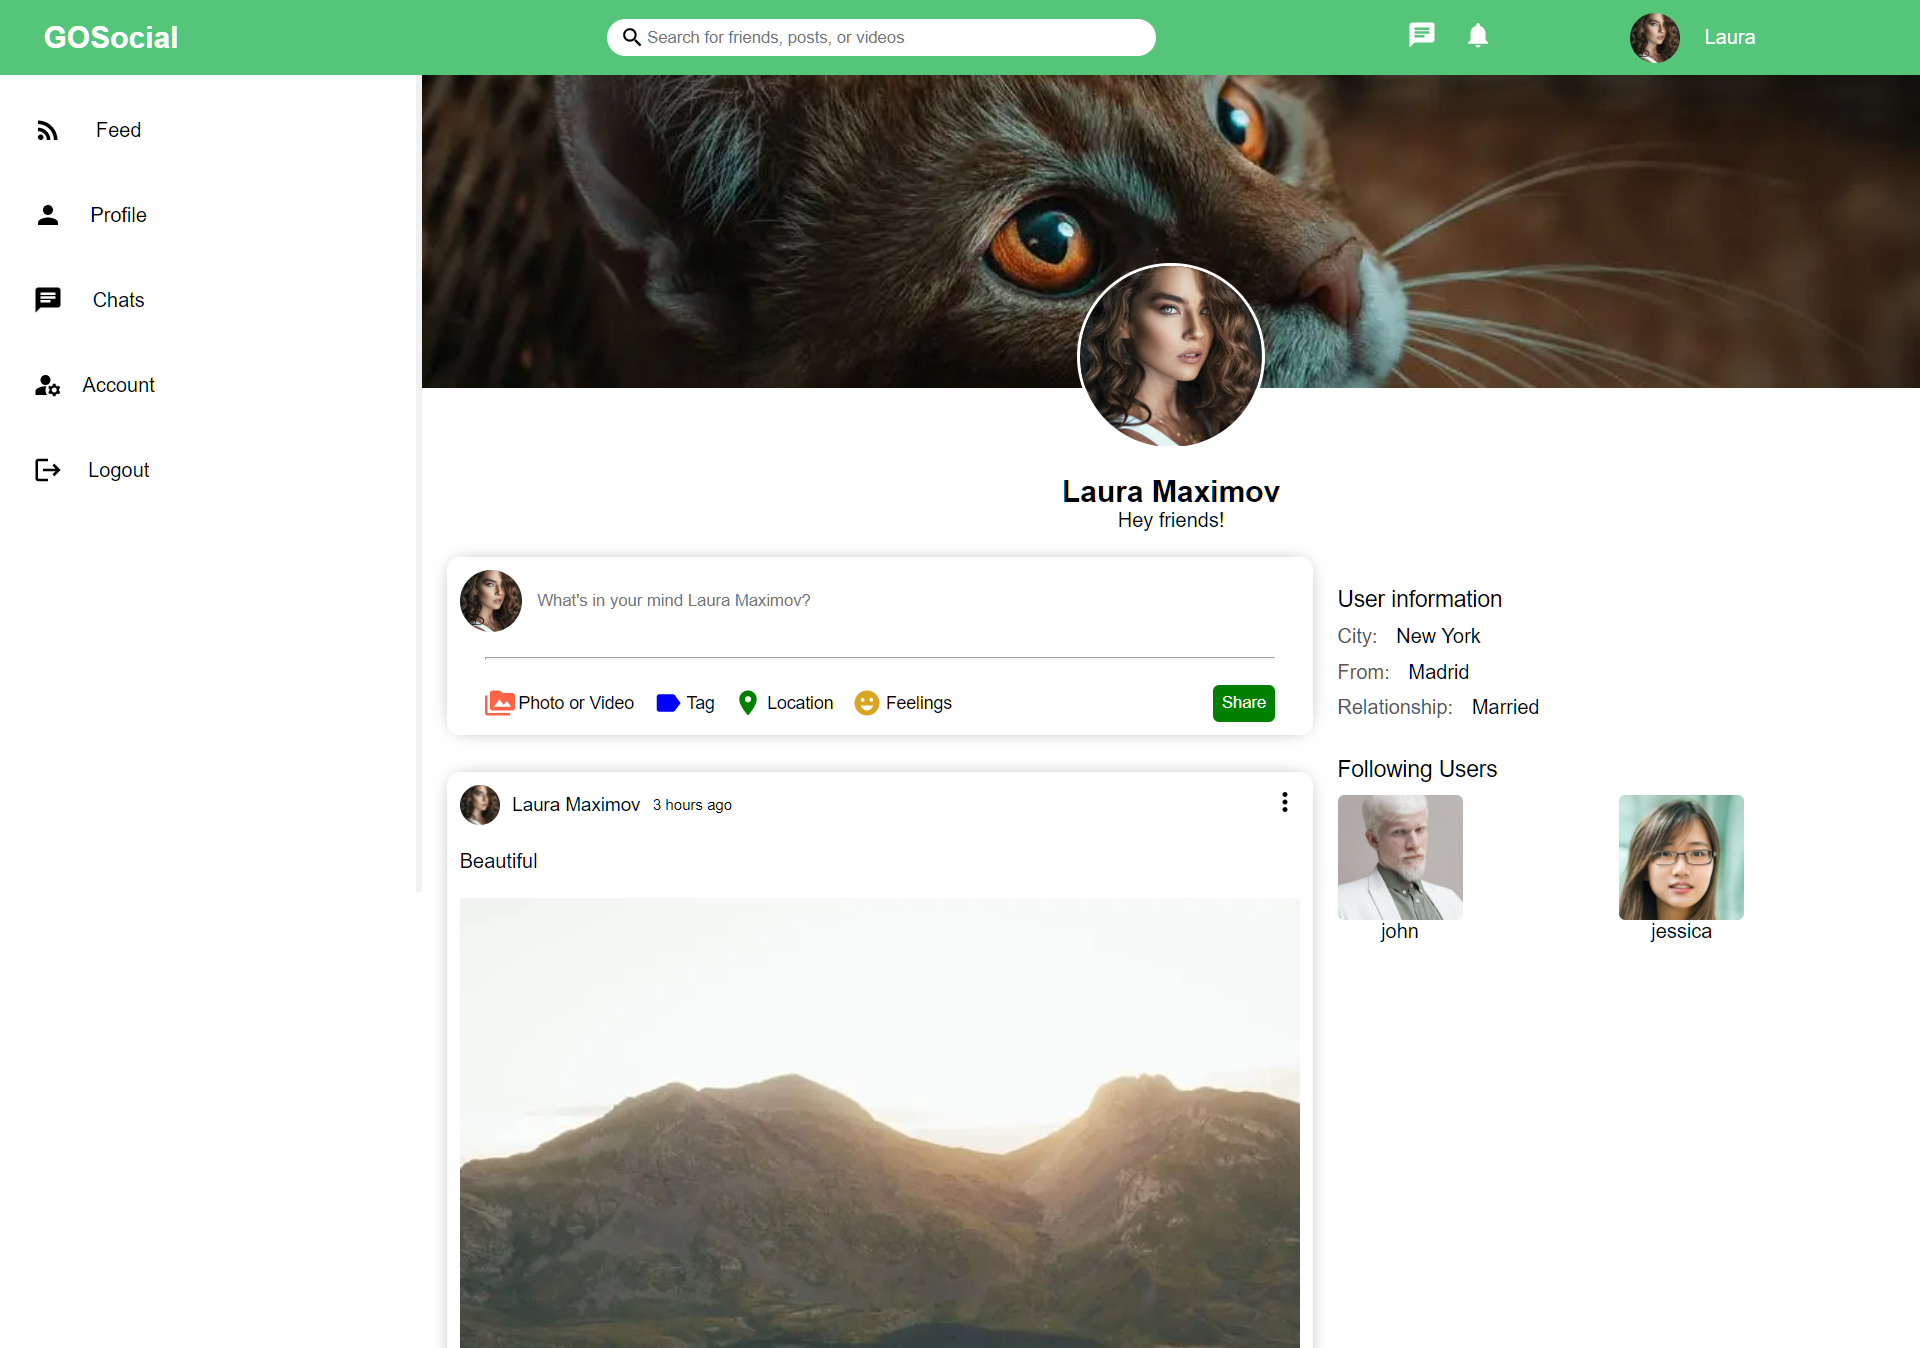 GOSocial
Search for friends, posts, or videos
Laura
Feed
Profile
Chats
Account
Logout
Laura Maximov
Hey friends!
What's in your mind Laura Maximov?
Photo or Video
Tag
Location
Feelings
Share
Laura Maximov 3 hours ago
Beautiful
User information
City: New York
From: Madrid
Relationship: Married
Following Users
john
jessica